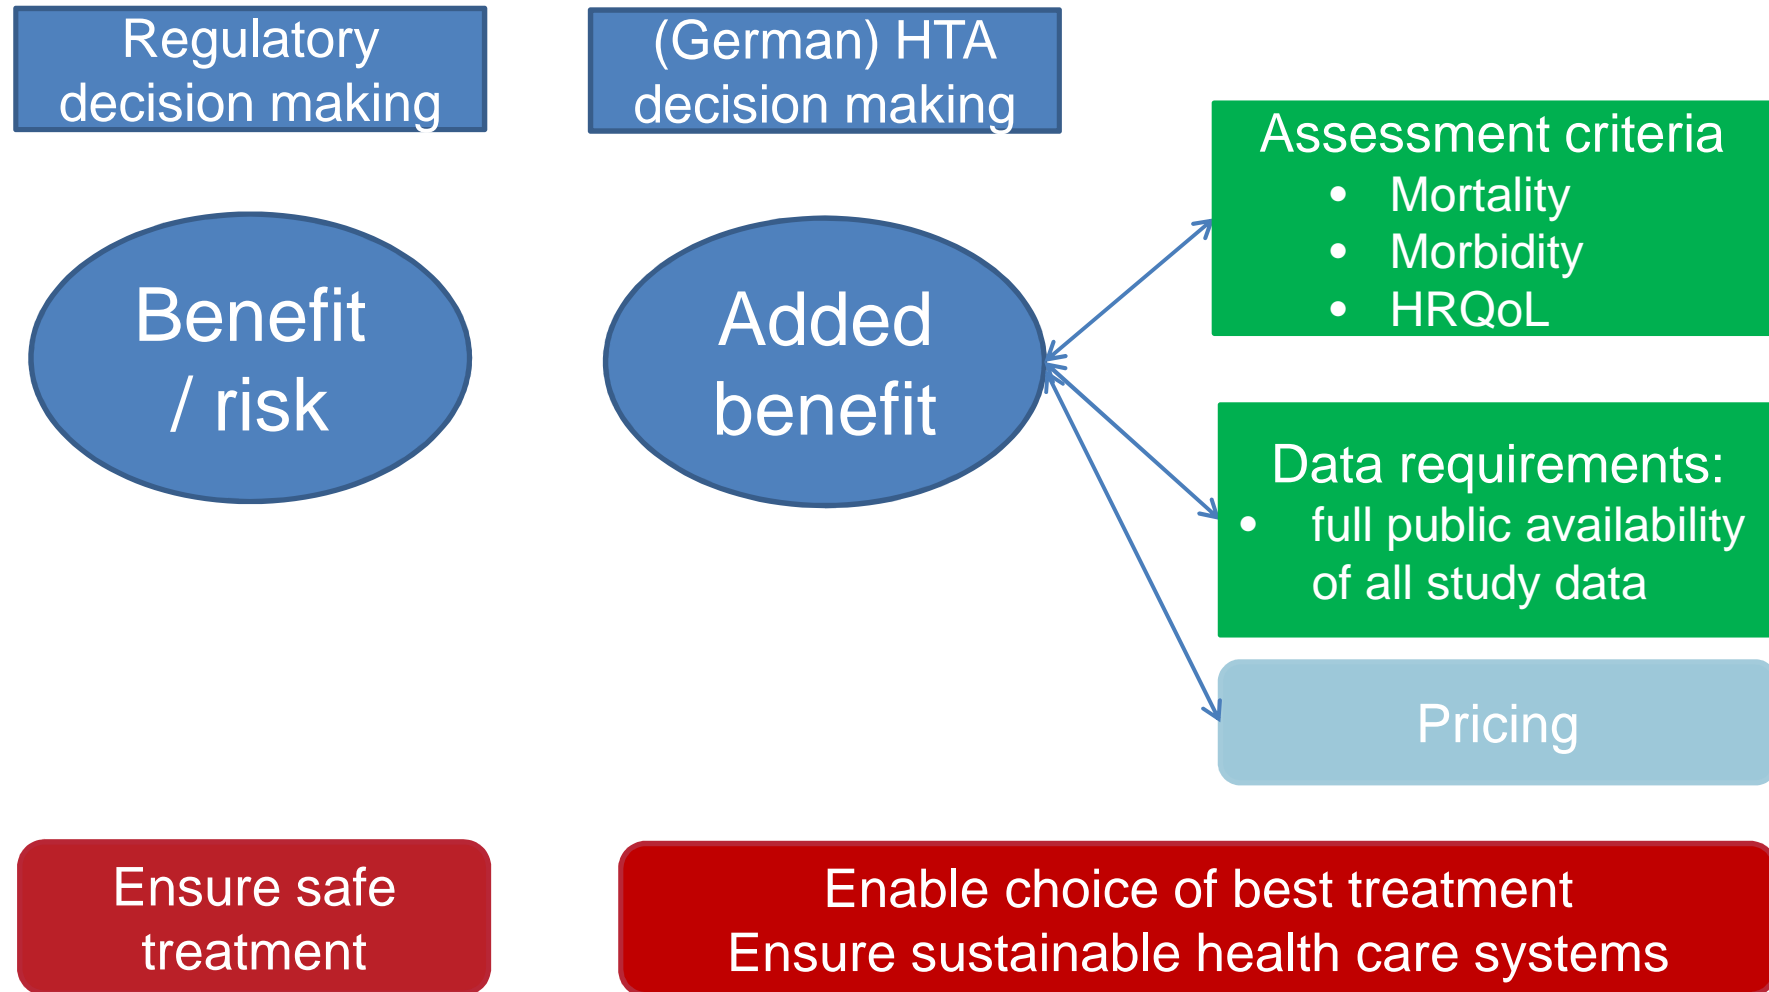 Regulatory
decision making
(German) HTA
decision making
Benefit
/ risk
Added
benefit
Assessment criteria
• Mortality
• Morbidity
• HRQoL
Data requirements:
• full public availability
of all study data
Pricing
Ensure safe
treatment
Enable choice of best treatment
Ensure sustainable health care systems